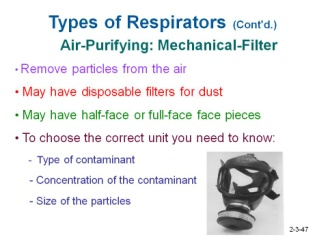 Types of Respirators (Cont'd.)
Air-Purifying: Mechanical-Filter
• Remove particles from the air
• May have disposable filters for dust
• May have half-face or full-face face pieces
• To choose the correct unit you need to know:
- Type of contaminant
- Concentration of the contaminant
- Size of the particles
2-3-47